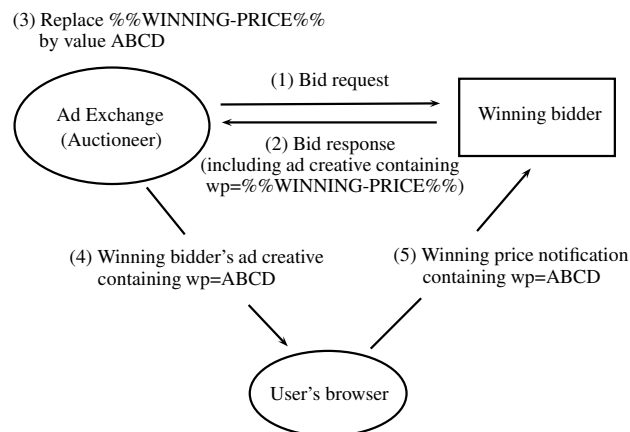 (3) Replace %%WINNING-PRICE%%
by value ABCD
(1) Bid request
Ad Exchange
(Auctioneer)
Winning bidder
(2) Bid response
(including ad creative containing
wp=%%WINNING-PRICE%%)
(4) Winning bidder's ad creative
containing wp=ABCD
(5) Winning price notification
containing wp=ABCD
User's browser